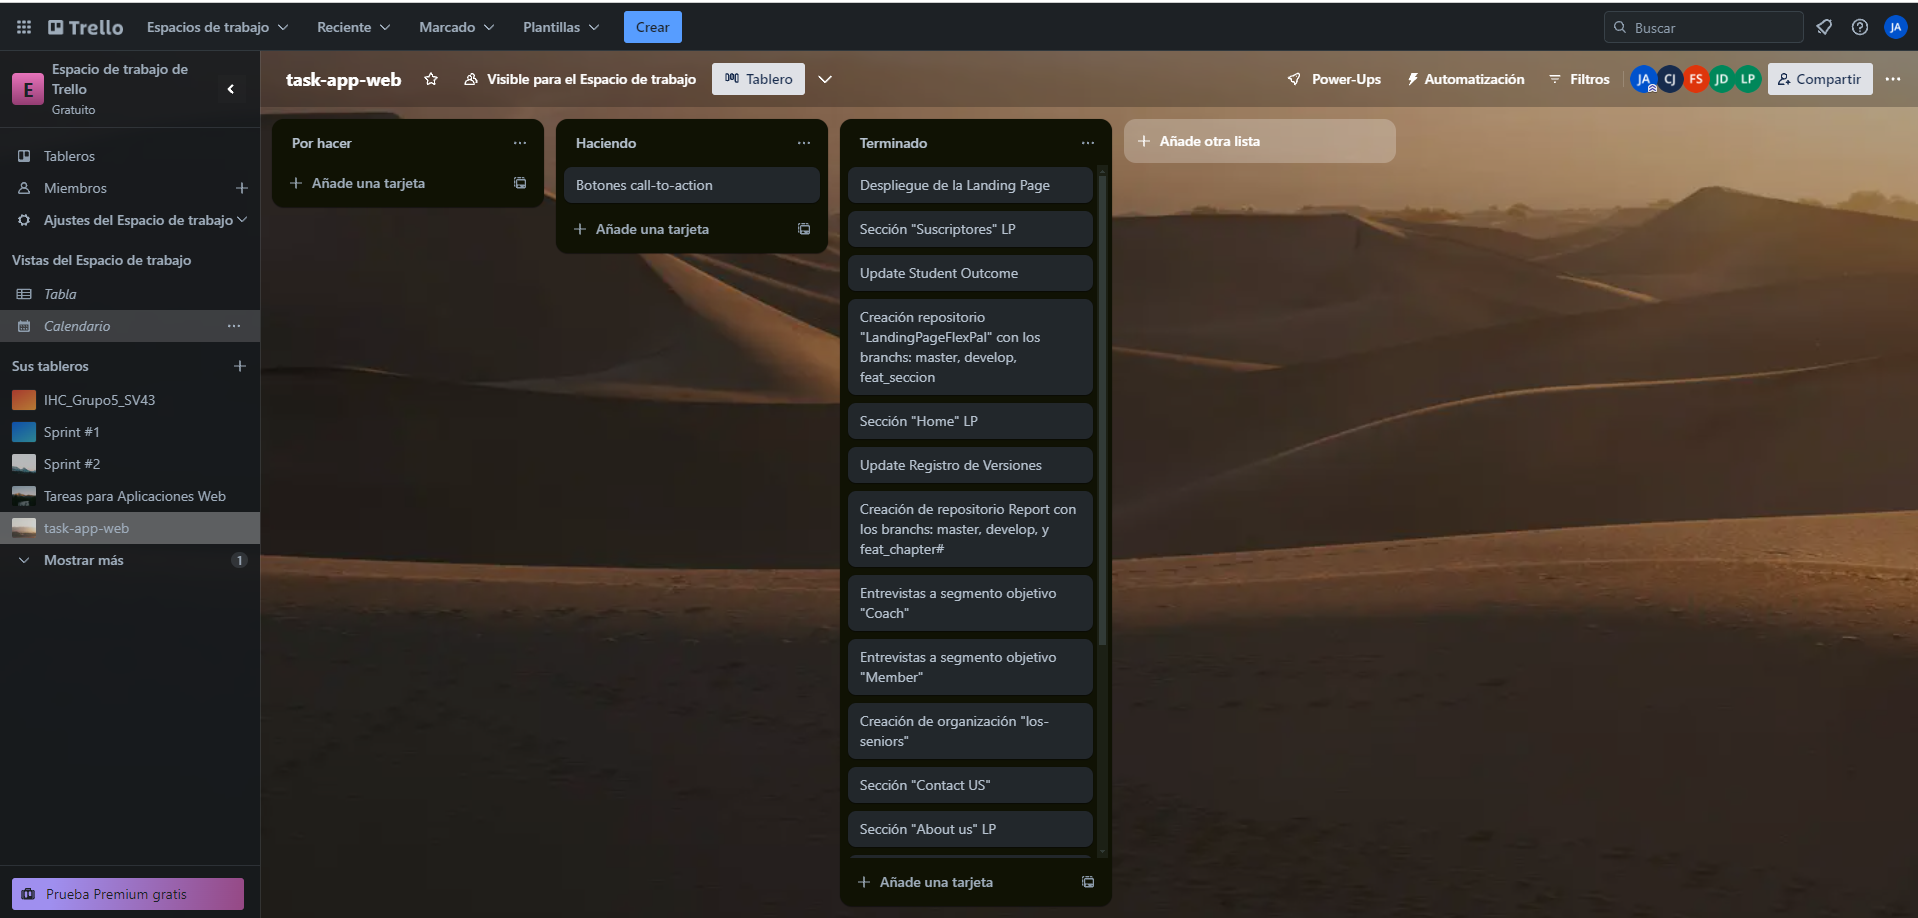 Trello
Espacios de trabajo
Reciente
Marcado
Plantillas
Crear
Buscar
JA
E
Espacio de trabajo de
Trello
Gratuito
Tableros
Miembros
Ajustes del Espacio de trabajo
Vistas del Espacio de trabajo
Tabla
Calendario
Sus tableros
IHC_Grupo5_SV43
Sprint #1
Sprint #2
Tareas para Aplicaciones Web
task-app-web
Mostrar más
1
Prueba Premium gratis
task-app-web
Visible para el Espacio de trabajo
Tablero
Power-Ups
Automatización
Filtros
JA
CJ
FS
JD
LP
Compartir
Por hacer
Añade una tarjeta
Haciendo
Botones call-to-action
Añade una tarjeta
Terminado
Despliegue de la Landing Page
Sección "Suscriptores" LP
Update Student Outcome
Creación repositorio
"LandingPageFlexPal" con los
branchs: master, develop,
feat_seccion
Sección "Home" LP
Update Registro de Versiones
Creación de repositorio Report con
los branchs: master, develop, y
feat_chapter#
Entrevistas a segmento objetivo
"Coach"
Entrevistas a segmento objetivo
"Member"
Creación de organización "los-
seniors"
Sección "Contact US"
Sección "About us" LP
Añade una tarjeta
Añade otra lista